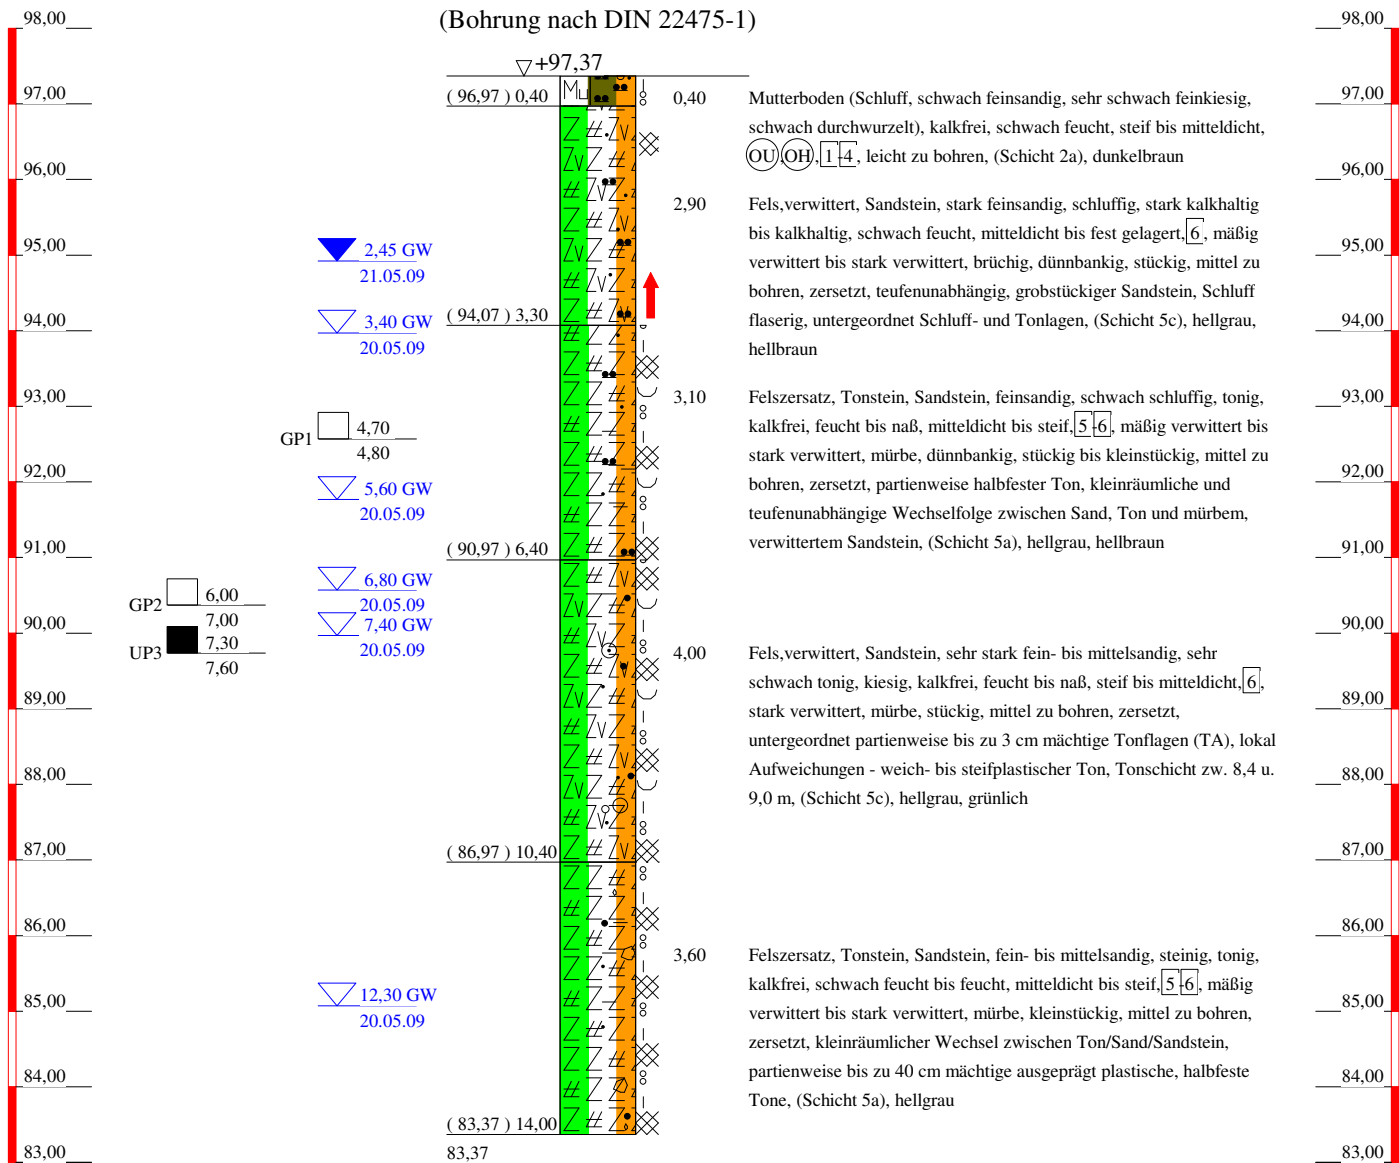 (Bohrung nach DIN 22475-1)
98,00
97,00
96,00
95,00
94,00
93,00
92,00
91,00
90,00
89,00
88,00
87,00
86,00
85,00
84,00
83,00
2,45 GW
21.05.09
3,40 GW
20.05.09
GP1
4,70
4,80
5,60 GW
20.05.09
6,80 GW
20.05.09
GP2
6,00
7,00
7,40 GW
20.05.09
UP3
7,30
7,60
12,30 GW
20.05.09
+97,37
Mu
( 96,97 ) 0,40
( 94,07 ) 3,30
( 90,97 ) 6,40
( 86,97 ) 10,40
( 83,37 ) 14,00
83,37
0,40
Mutterboden (Schluff, schwach feinsandig, sehr schwach feinkiesig,
schwach durchwurzelt), kalkfrei, schwach feucht, steif bis mitteldicht,
OU, OH, 1-4, leicht zu bohren, (Schicht 2a), dunkelbraun
2,90
Fels,verwittert, Sandstein, stark feinsandig, schluffig, stark kalkhaltig
bis kalkhaltig, schwach feucht, mitteldicht bis fest gelagert, 6, mäßig
verwittert bis stark verwittert, brüchig, dünnbankig, stückig, mittel zu
bohren, zersetzt, teufenunabhängig, grobstückiger Sandstein, Schluff
flaserig, untergeordnet Schluff- und Tonlagen, (Schicht 5c), hellgrau,
hellbraun
3,10
Felszersatz, Tonstein, Sandstein, feinsandig, schwach schluffig, tonig,
kalkfrei, feucht bis naß, mitteldicht bis steif, 5-6, mäßig verwittert bis
stark verwittert, mürbe, dünnbankig, stückig bis kleinstückig, mittel zu
bohren, zersetzt, partienweise halbfester Ton, kleinräumliche und
teufenunabhängige Wechselfolge zwischen Sand, Ton und mürbem,
verwittertem Sandstein, (Schicht 5a), hellgrau, hellbraun
4,00
Fels,verwittert, Sandstein, sehr stark fein- bis mittelsandig, sehr
schwach tonig, kiesig, kalkfrei, feucht bis naß, steif bis mitteldicht, 6,
stark verwittert, mürbe, stückig, mittel zu bohren, zersetzt,
untergeordnet partienweise bis zu 3 cm mächtige Tonflagen (TA), lokal
Aufweichungen - weich- bis steifplastischer Ton, Tonschicht zw. 8,4 u.
9,0 m, (Schicht 5c), hellgrau, grünlich
3,60
Felszersatz, Tonstein, Sandstein, fein- bis mittelsandig, steinig, tonig,
kalkfrei, schwach feucht bis feucht, mitteldicht bis steif, 5-6, mäßig
verwittert bis stark verwittert, mürbe, kleinstückig, mittel zu bohren,
zersetzt, kleinräumlicher Wechsel zwischen Ton/Sand/Sandstein,
partienweise bis zu 40 cm mächtige ausgeprägt plastische, halbfeste
Tone, (Schicht 5a), hellgrau
98,00
97,00
96,00
95,00
94,00
93,00
92,00
91,00
90,00
89,00
88,00
87,00
86,00
85,00
84,00
83,00